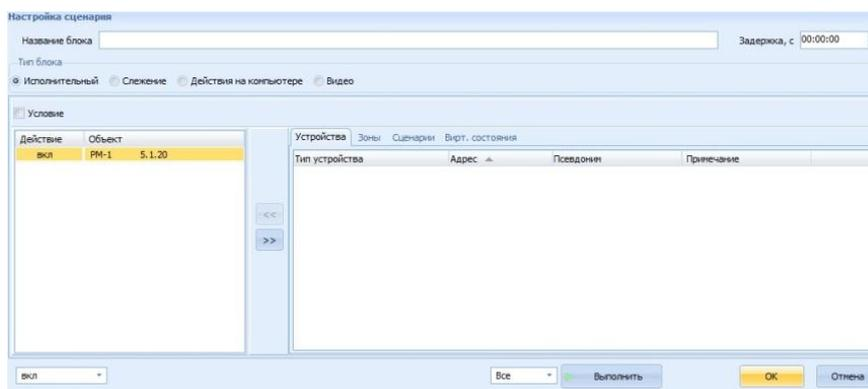 Настройка сценария
Название блока Задержка, с 00:00:00
Тип блока
Исполнительный Слежение Действия на компьютере Видео
Условие
Действие Объект Устройства Зоны Сценарии Вирт. состояния
вкл РМ-1 5.1.20 Тип устройства Адрес Псевдоним Примечание
<<
>>
вкл Все Выполнить ОК Отмена